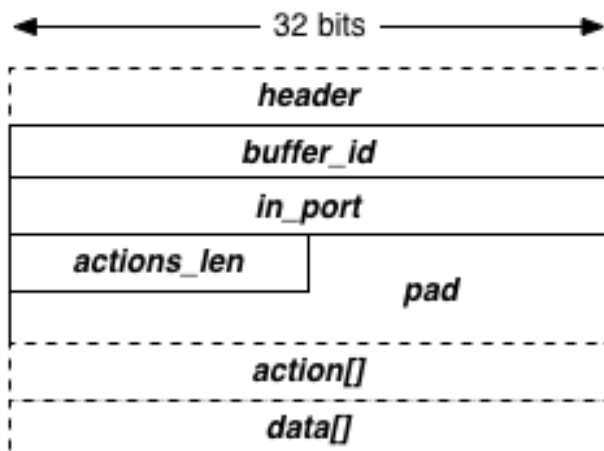 32 bits
header
buffer_id
in_port
actions_len
pad
action[]
data[]